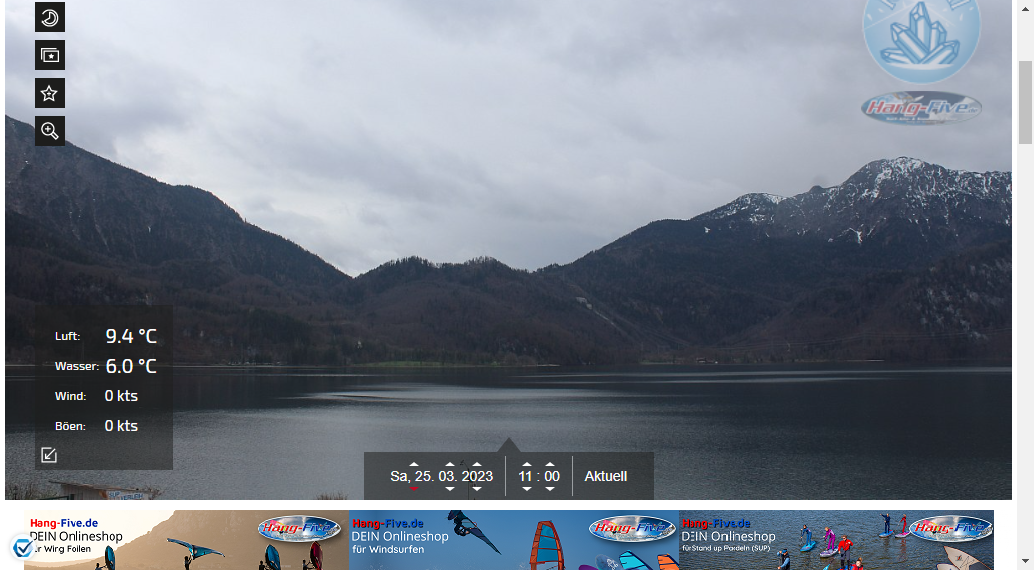 Hang-Five
Luft: 9.4 °C
Wasser: 6.0 °C
Wind: 0 kts
Böen: 0 kts
Sa, 25. 03. 2023 11 : 00 Aktuell
Hang-Five.de
DEIN Onlineshop
für Wing Foilen
Hang-Five
Hang-Five.de
DEIN Onlineshop
für Windsurfen
Hang-Five
Hang-Five.de
DEIN Onlineshop
für Stand up Paddeln (SUP)
Hang-Five